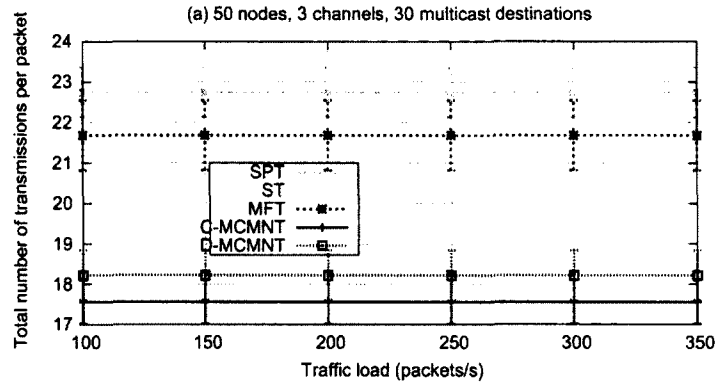 (a) 50 nodes, 3 channels, 30 multicast destinations
Total number of transmissions per packet
24
23
22
21
20
19
18
17
SPT
ST
MFT
C-MCMNT
D-MCMNT
100
150
200
250
300
350
Traffic load (packets/s)